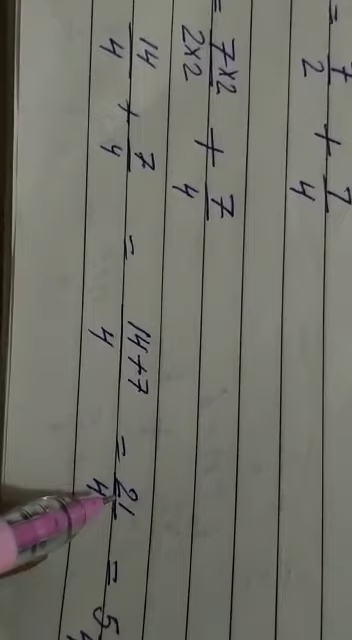 = 7/2 + 7/4
= 7×2/2×2 + 7/4
14/4 + 7/4 = 14+7/4 = 21/4 = 5